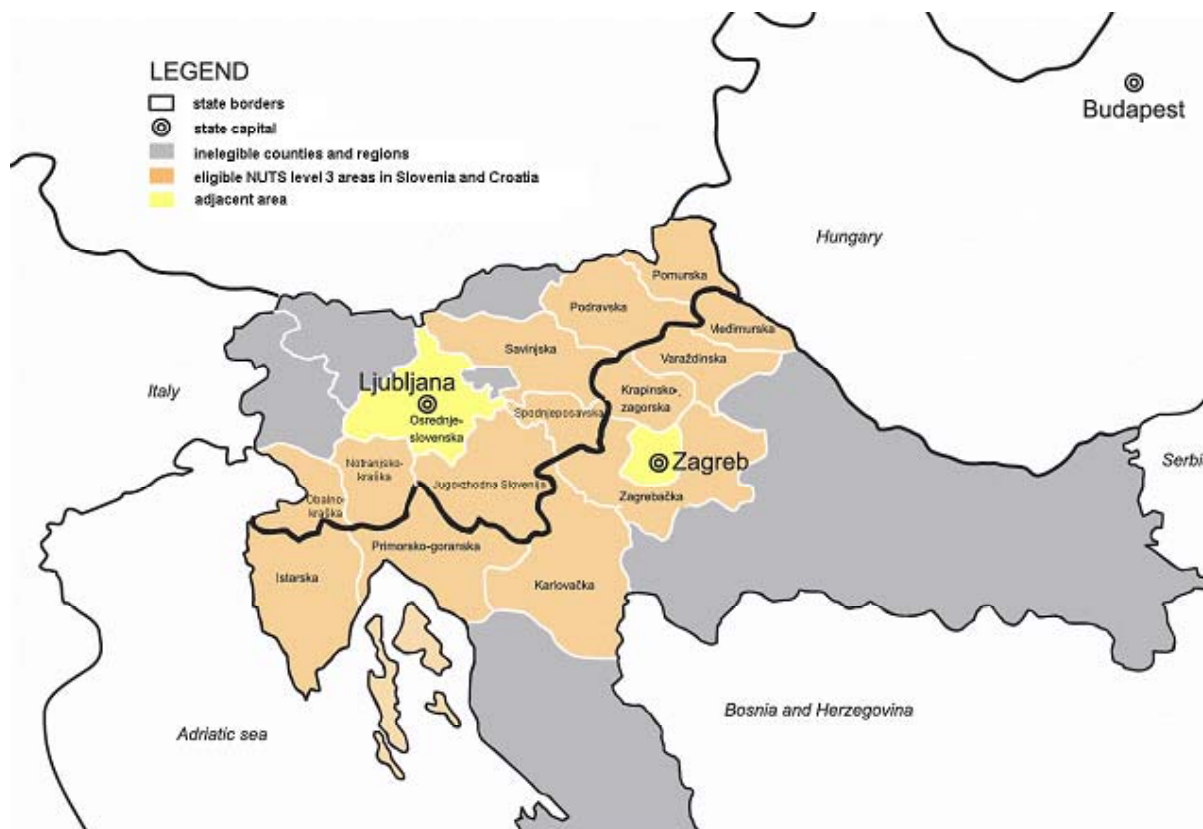 LEGEND
state borders
state capital
inelegible counties and regions
eligible NUTS level 3 areas in Slovenia and Croatia
adjacent area
Budapest
Hungary
Pomurska
Podravska
Međimurska
Savinjska
Varaždinska
Italy
Ljubljana
Krapinsko-
zagorska
Spodnjeposavska
Osrednje-
slovenska
Zagreb
Serbi
Notranjsko-
kraška
Jugovzhodna Slovenija
Zagrebačka
Obalno-
kraška
Primorsko-goranska
Istarska
Karlovačka
Bosnia and Herzegovina
Adriatic sea